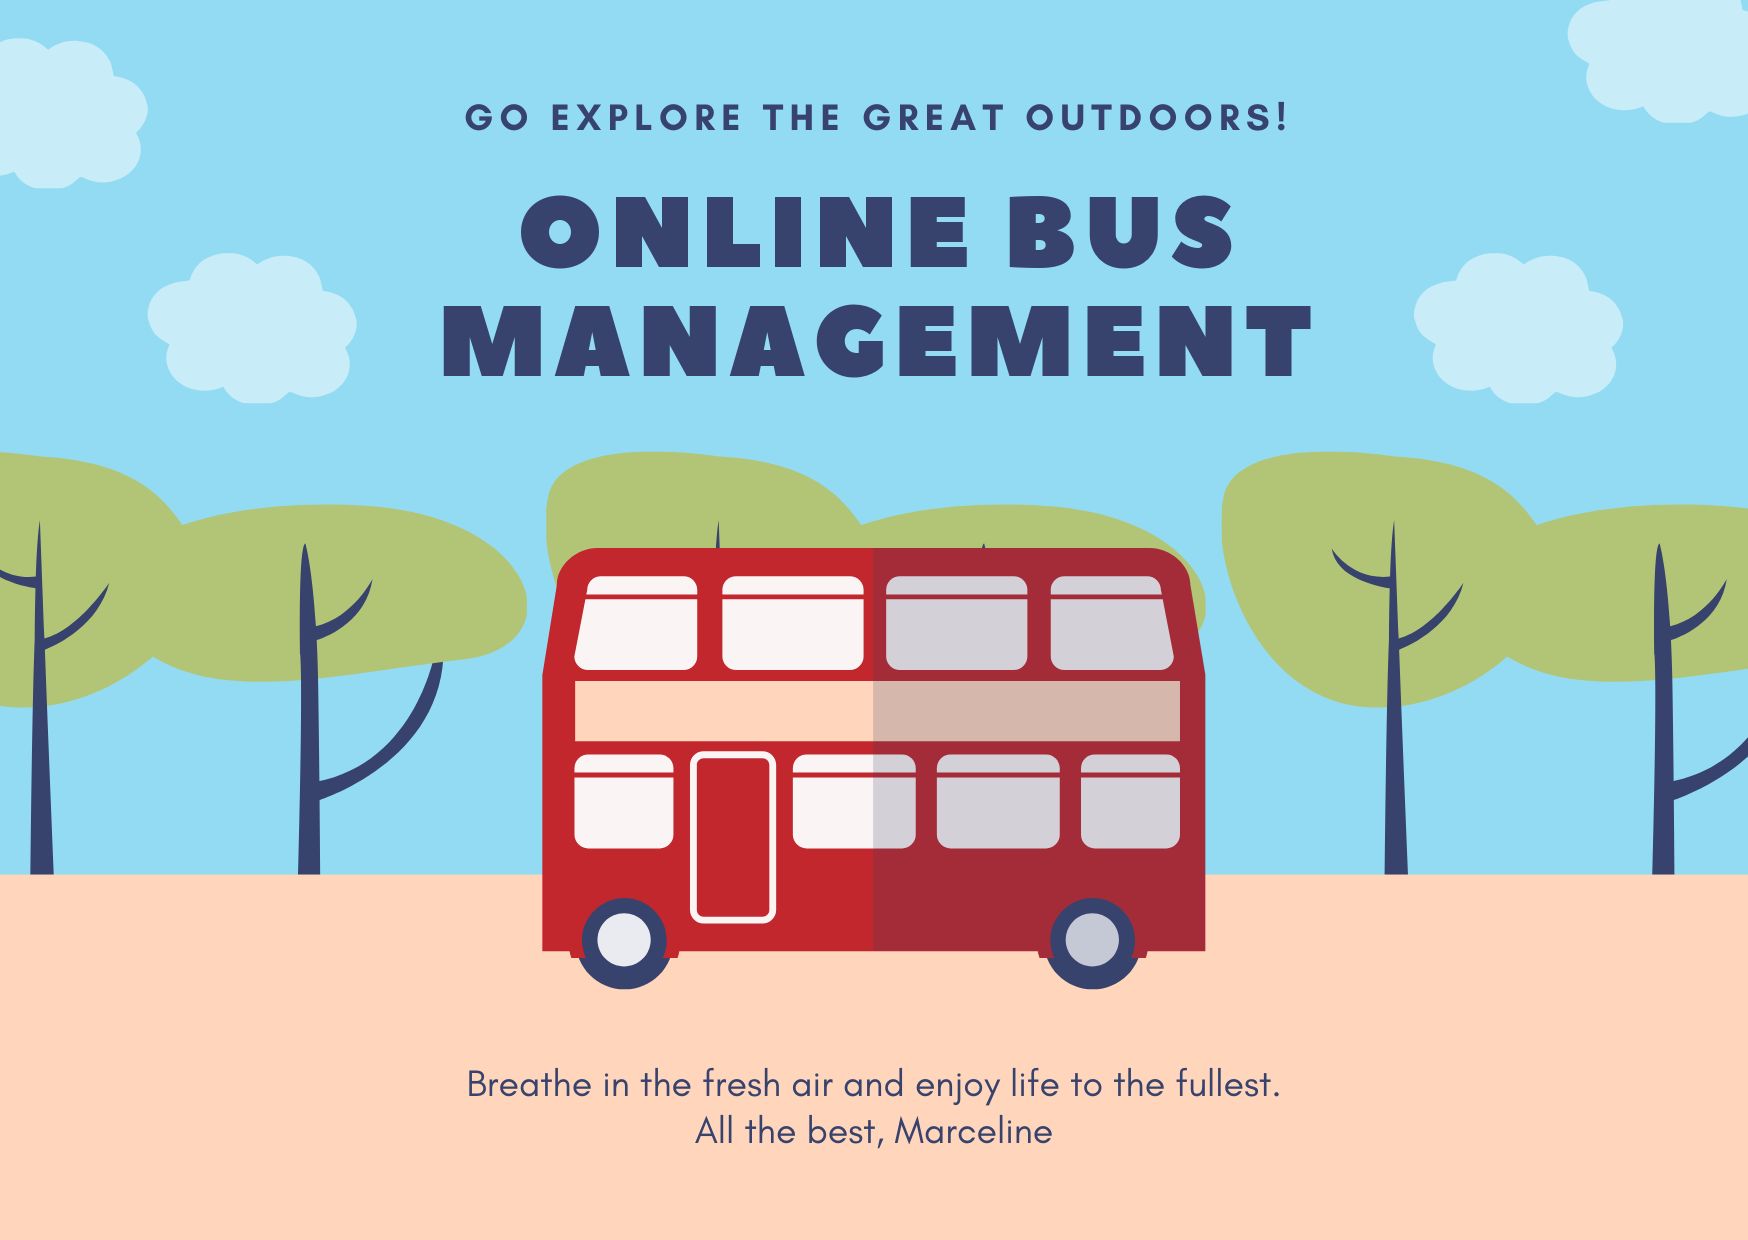 GO EXPLORE THE GREAT OUTDOORS!
ONLINE BUS
MANAGEMENT
Breathe in the fresh air and enjoy life to the fullest.
All the best, Marceline